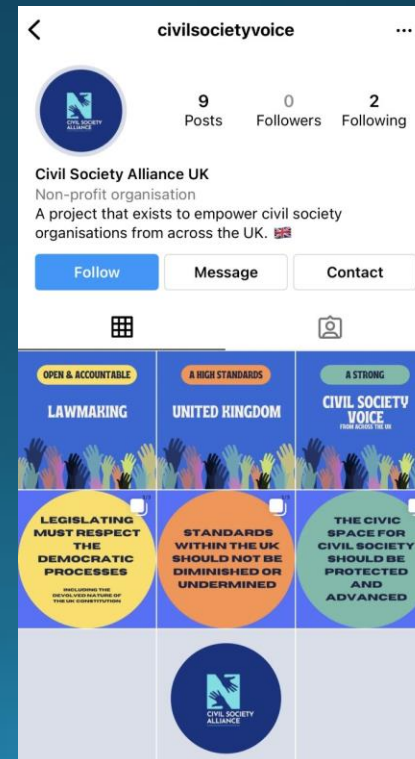 civilsocietyvoice
CIVIL SOCIETY
ALLIANCE
9
Posts
0
Followers
2
Following
Civil Society Alliance UK
Non-profit organisation
A project that exists to empower civil society
organisations from across the UK. 🇬🇧
Follow
Message
Contact
OPEN & ACCOUNTABLE
LAWMAKING
A HIGH STANDARDS
UNITED KINGDOM
A STRONG
CIVIL SOCIETY
VOICE
FROM ACROSS THE UK
LEGISLATING
MUST RESPECT
THE
DEMOCRATIC
PROCESSES
INCLUDING THE
DEVOLVED NATURE OF
THE UK CONSTITUTION
STANDARDS
WITHIN THE UK
SHOULD NOT BE
DIMINISHED OR
UNDERMINED
THE CIVIC
SPACE FOR
CIVIL SOCIETY
SHOULD BE
PROTECTED
AND
ADVANCED
CIVIL SOCIETY
ALLIANCE